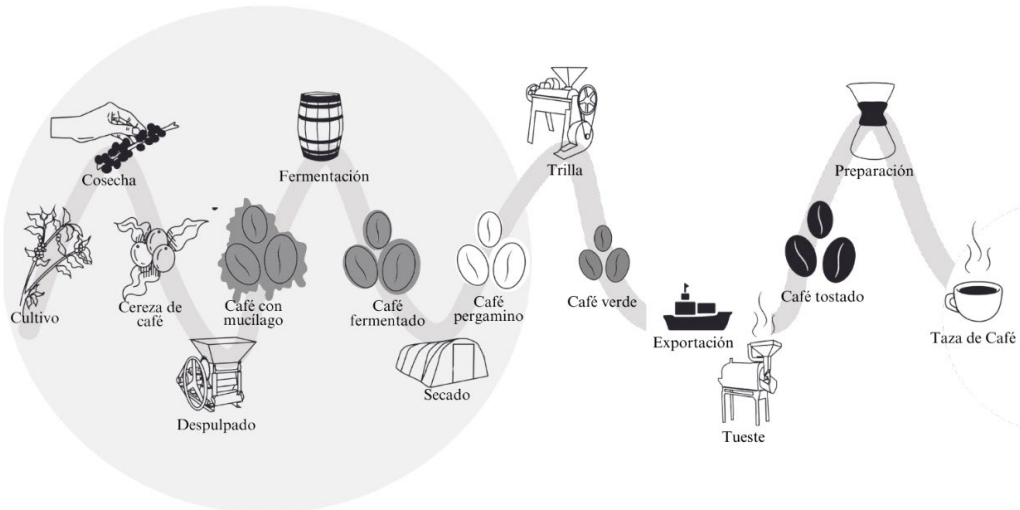 Cultivo
Cosecha
Cereza de
café
Despulpado
Café con
mucílago
Fermentación
Café
fermentado
Secado
Café
pergamino
Trilla
Café verde
Exportación
Tueste
Café tostado
Preparación
Taza de Café